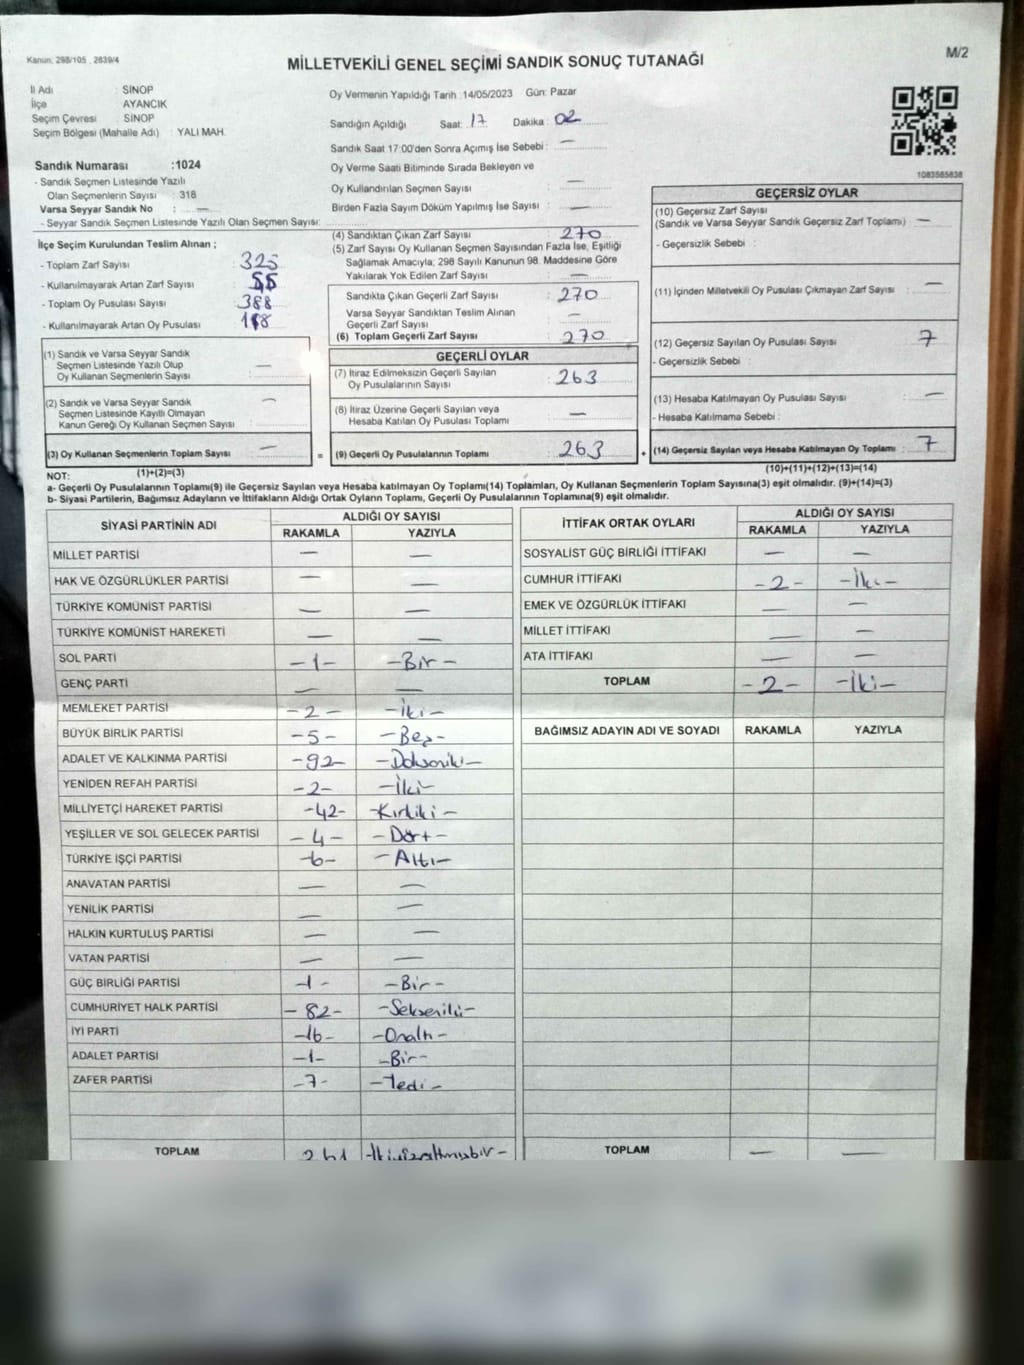 Kanun: 298/105 , 2839/4
MİLLETVEKİLİ GENEL SEÇİMİ SANDIK SONUÇ TUTANAĞI
M/2
İl Adı : SİNOP
İlçe AYANCIK
Seçim Çevresi : SİNOP
Seçim Bölgesi (Mahalle Adı) : YALI MAH.
Oy Vermenin Yapıldığı Tarih :14/05/2023 Gün: Pazar
Sandığın Açıldığı Saat: 17 Dakika: 02
Sandık Saat 17:00'den Sonra Açımış İse Sebebi : —
Sandık Numarası :1024
- Sandık Seçmen Listesinde Yazılı
Olan Seçmenlerin Sayısı : 318
Varsa Seyyar Sandık No : —
- Seyyar Sandık Seçmen Listesinde Yazılı Olan Seçmen Sayısı:
Oy Verme Saati Bitiminde Sırada Bekleyen ve
Oy Kullandırılan Seçmen Sayısı —
Birden Fazla Sayım Döküm Yapılmış İse Sayısı : —
1083565838
İlçe Seçim Kurulundan Teslim Alınan ;
- Toplam Zarf Sayısı : 325
- Kullanılmayarak Artan Zarf Sayısı : 55
- Toplam Oy Pusulası Sayısı : 388
- Kullanılmayarak Artan Oy Pusulası : 118
(4) Sandıktan Çıkan Zarf Sayısı : 270
(5) Zarf Sayısı Oy Kullanan Seçmen Sayısından Fazla İse, Eşitliği
Sağlamak Amacıyla; 298 Sayılı Kanunun 98. Maddesine Göre
Yakılarak Yok Edilen Zarf Sayısı : —
Sandıkta Çıkan Geçerli Zarf Sayısı : 270
Varsa Seyyar Sandıktan Teslim Alınan
Geçerli Zarf Sayısı : —
(6) Toplam Geçerli Zarf Sayısı : 270
GEÇERSİZ OYLAR
(10) Geçersiz Zarf Sayısı
(Sandık ve Varsa Seyyar Sandık Geçersiz Zarf Toplamı) : —
- Geçersizlik Sebebi :
(11) İçinden Milletvekili Oy Pusulası Çıkmayan Zarf Sayısı : —
(12) Geçersiz Sayılan Oy Pusulası Sayısı : 7
- Geçersizlik Sebebi :
(13) Hesaba Katılmayan Oy Pusulası Sayısı : —
- Hesaba Katılmama Sebebi :
(14) Geçersiz Sayılan veya Hesaba Katılmayan Oy Toplamı : 7
(10)+(11)+(12)+(13)=(14)
(1) Sandık ve Varsa Seyyar Sandık
Seçmen Listesinde Yazılı Olup
Oy Kullanan Seçmenlerin Sayısı : —
(2) Sandık ve Varsa Seyyar Sandık
Seçmen Listesinde Kayıtlı Olmayan
Kanun Gereği Oy Kullanan Seçmen Sayısı : —
(3) Oy Kullanan Seçmenlerin Toplam Sayısı : —
(1)+(2)=(3)
GEÇERLİ OYLAR
(7) İtiraz Edilmeksizin Geçerli Sayılan
Oy Pusulalarının Sayısı : 263
(8) İtiraz Üzerine Geçerli Sayılan veya
Hesaba Katılan Oy Pusulası Toplamı : —
= (9) Geçerli Oy Pusulalarının Toplamı : 263 +
NOT:
a- Geçerli Oy Pusulalarının Toplamı(9) ile Geçersiz Sayılan veya Hesaba katılmayan Oy Toplamı(14) Toplamları, Oy Kullanan Seçmenlerin Toplam Sayısına(3) eşit olmalıdır. (9)+(14)=(3)
b- Siyasi Partilerin, Bağımsız Adayların ve İttifakların Aldığı Ortak Oyların Toplamı, Geçerli Oy Pusulalarının Toplamına(9) eşit olmalıdır.
SİYASİ PARTİNİN ADI ALDIĞI OY SAYISI
RAKAMLA YAZIYLA
MİLLET PARTİSİ — —
HAK VE ÖZGÜRLÜKLER PARTİSİ — —
TÜRKİYE KOMÜNİST PARTİSİ — —
TÜRKİYE KOMÜNİST HAREKETİ — —
SOL PARTİ -1- -Bir-
GENÇ PARTİ — —
MEMLEKET PARTİSİ -2- -İki-
BÜYÜK BİRLİK PARTİSİ -5- -Beş-
ADALET VE KALKINMA PARTİSİ -92- -Doksaniki-
YENİDEN REFAH PARTİSİ -2- -İki-
MİLLİYETÇİ HAREKET PARTİSİ -42- -Kırkiki-
YEŞİLLER VE SOL GELECEK PARTİSİ -4- -Dört-
TÜRKİYE İŞÇİ PARTİSİ -6- -Altı-
ANAVATAN PARTİSİ — —
YENİLİK PARTİSİ — —
HALKIN KURTULUŞ PARTİSİ — —
VATAN PARTİSİ — —
GÜÇ BİRLİĞİ PARTİSİ -1- -Bir-
CUMHURİYET HALK PARTİSİ -82- -Sekseniki-
İYİ PARTİ -16- -Onaltı-
ADALET PARTİSİ -1- -Bir-
ZAFER PARTİSİ -7- -Yedi-
TOPLAM 261 -İkiyüzaltmışbir-
İTTİFAK ORTAK OYLARI ALDIĞI OY SAYISI
RAKAMLA YAZIYLA
SOSYALİST GÜÇ BİRLİĞİ İTTİFAKI — —
CUMHUR İTTİFAKI -2- -İki-
EMEK VE ÖZGÜRLÜK İTTİFAKI — —
MİLLET İTTİFAKI — —
ATA İTTİFAKI — —
TOPLAM -2- -İki-
BAĞIMSIZ ADAYIN ADI VE SOYADI RAKAMLA YAZIYLA
TOPLAM — —